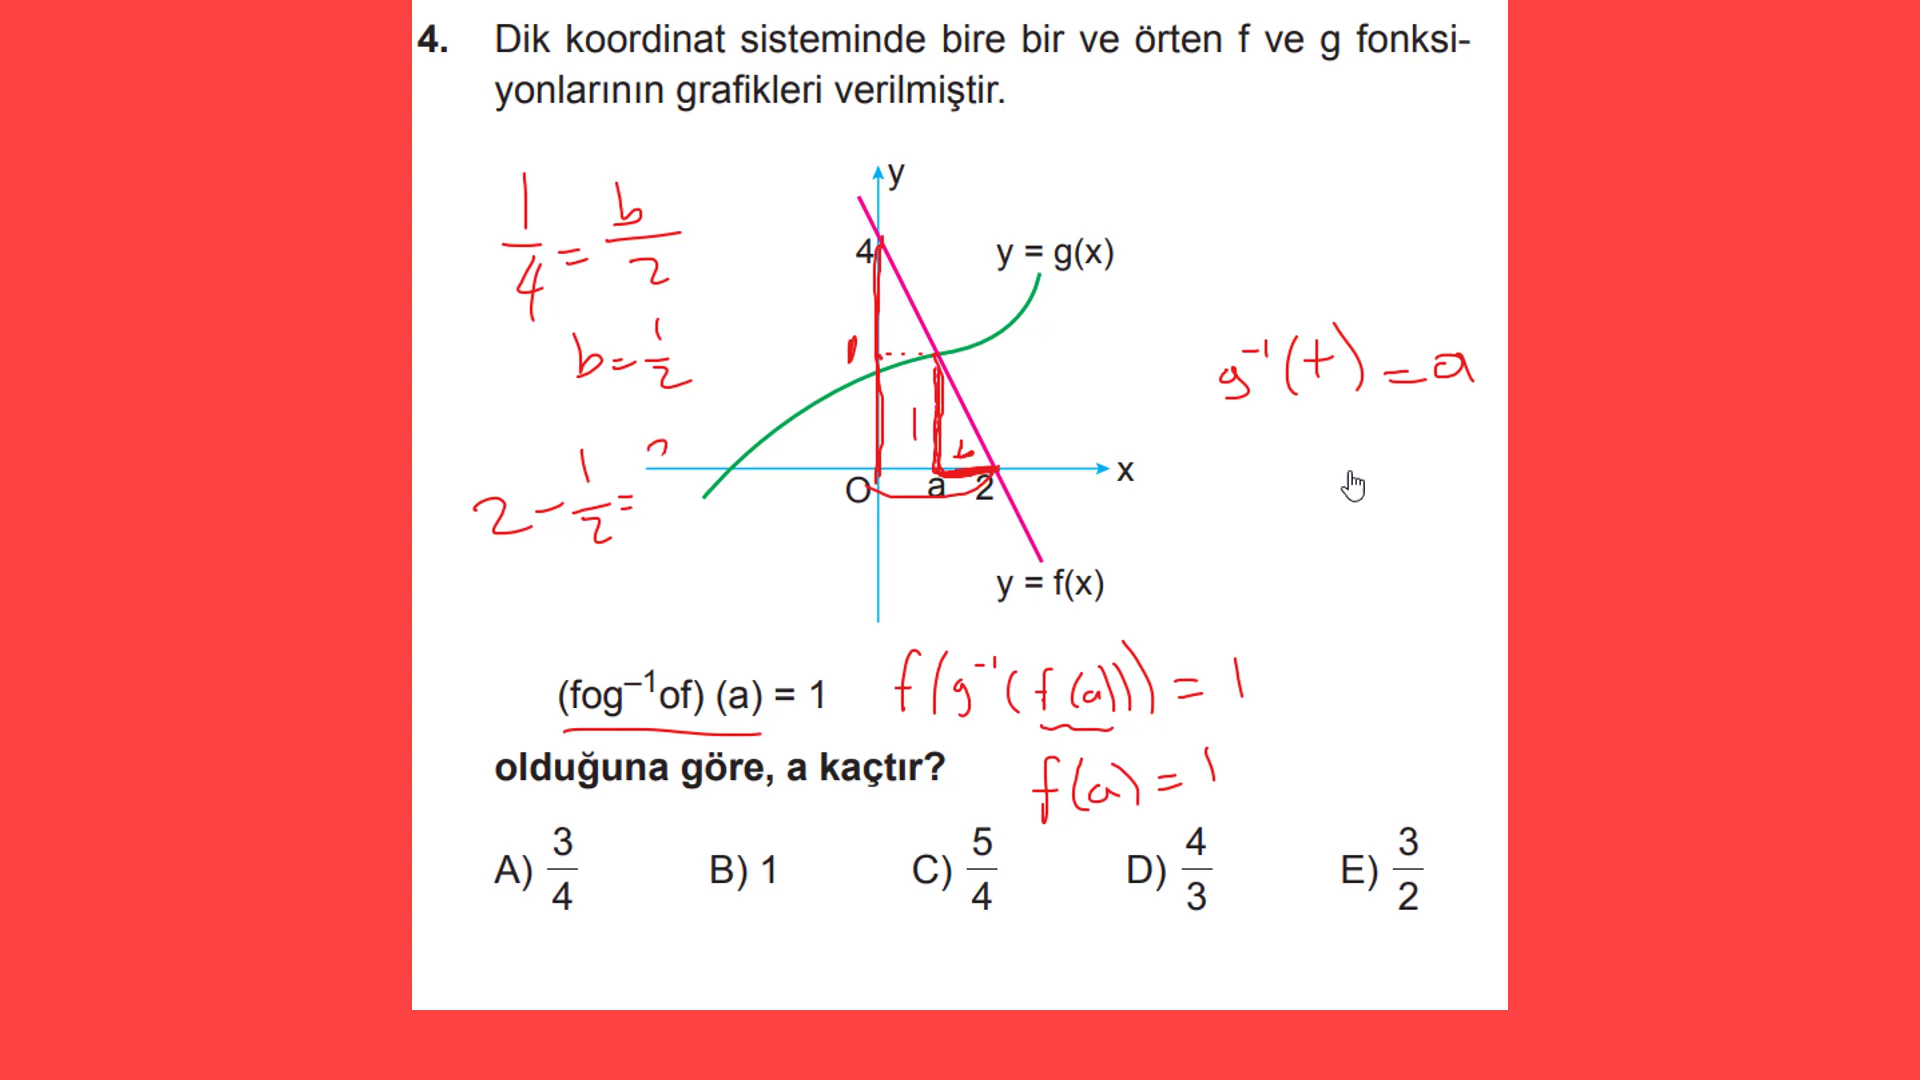 4. Dik koordinat sisteminde bire bir ve örten f ve g fonksi-
yonlarının grafikleri verilmiştir.
y
4
y = g(x)
1/4 = b/2
b = 1/2
g⁻¹(t) = a
1
b
2 - 1/2 =
O
a
2
x
y = f(x)
(fog⁻¹of) (a) = 1
f(g⁻¹(f(a))) = 1
olduğuna göre, a kaçtır?
f(a) = 1
A) 3/4 B) 1 C) 5/4 D) 4/3 E) 3/2